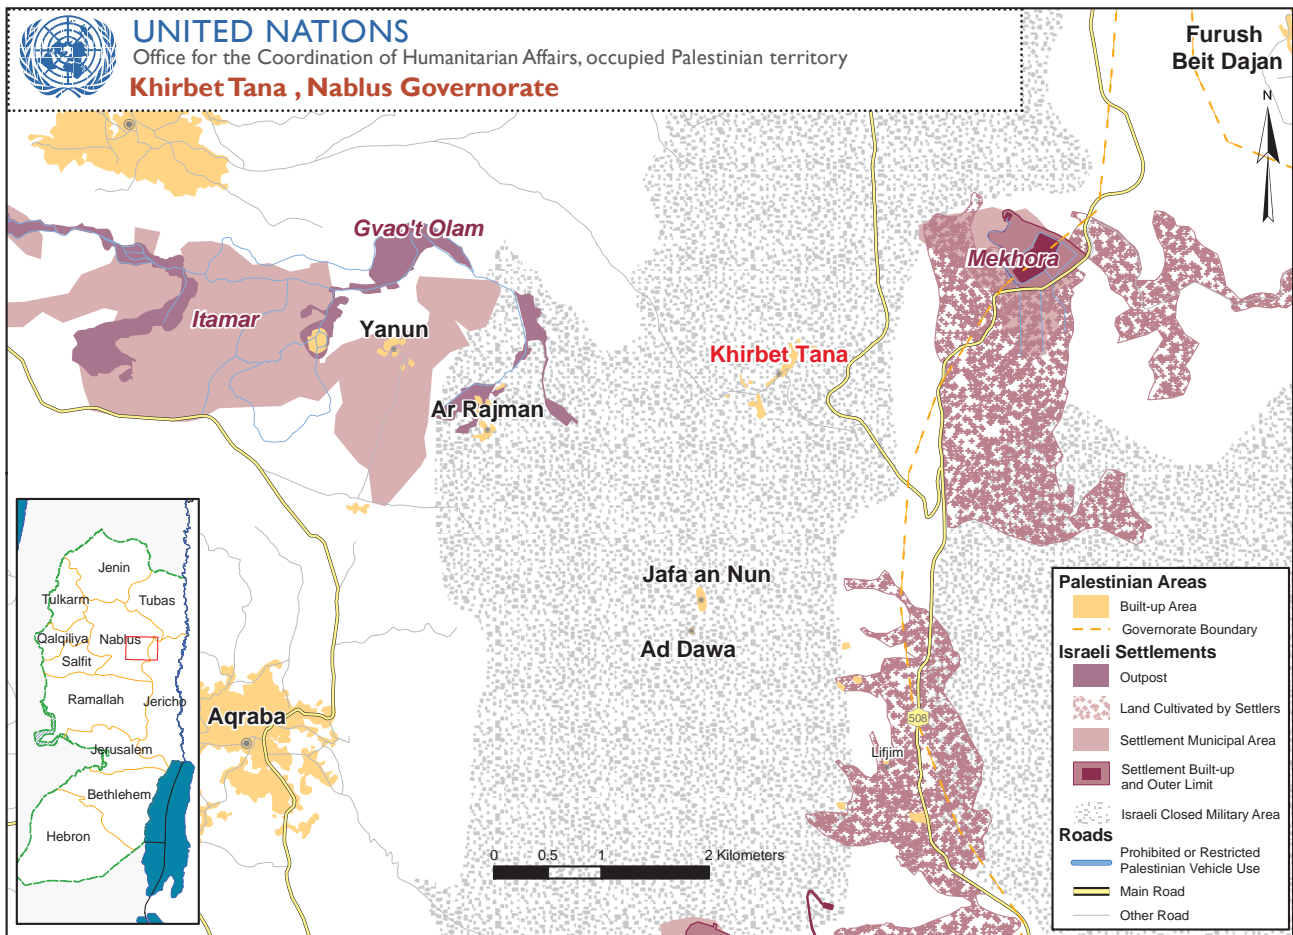 UNITED NATIONS
Office for the Coordination of Humanitarian Affairs, occupied Palestinian territory
Khirbet Tana , Nablus Governorate
Furush
Beit Dajan
N
Gvao't Olam
Mekhora
Itamar
Yanun
Khirbet Tana
Ar Rajman
Jafa an Nun
Ad Dawa
Aqraba
508
Lifjim
0 0.5 1 2 Kilometers
Jenin
Tulkarm
Tubas
Qalqiliya
Nablus
Salfit
Ramallah
Jericho
Jerusalem
Bethlehem
Hebron
Palestinian Areas
Built-up Area
Governorate Boundary
Israeli Settlements
Outpost
Land Cultivated by Settlers
Settlement Municipal Area
Settlement Built-up
and Outer Limit
Israeli Closed Military Area
Roads
Prohibited or Restricted
Palestinian Vehicle Use
Main Road
Other Road